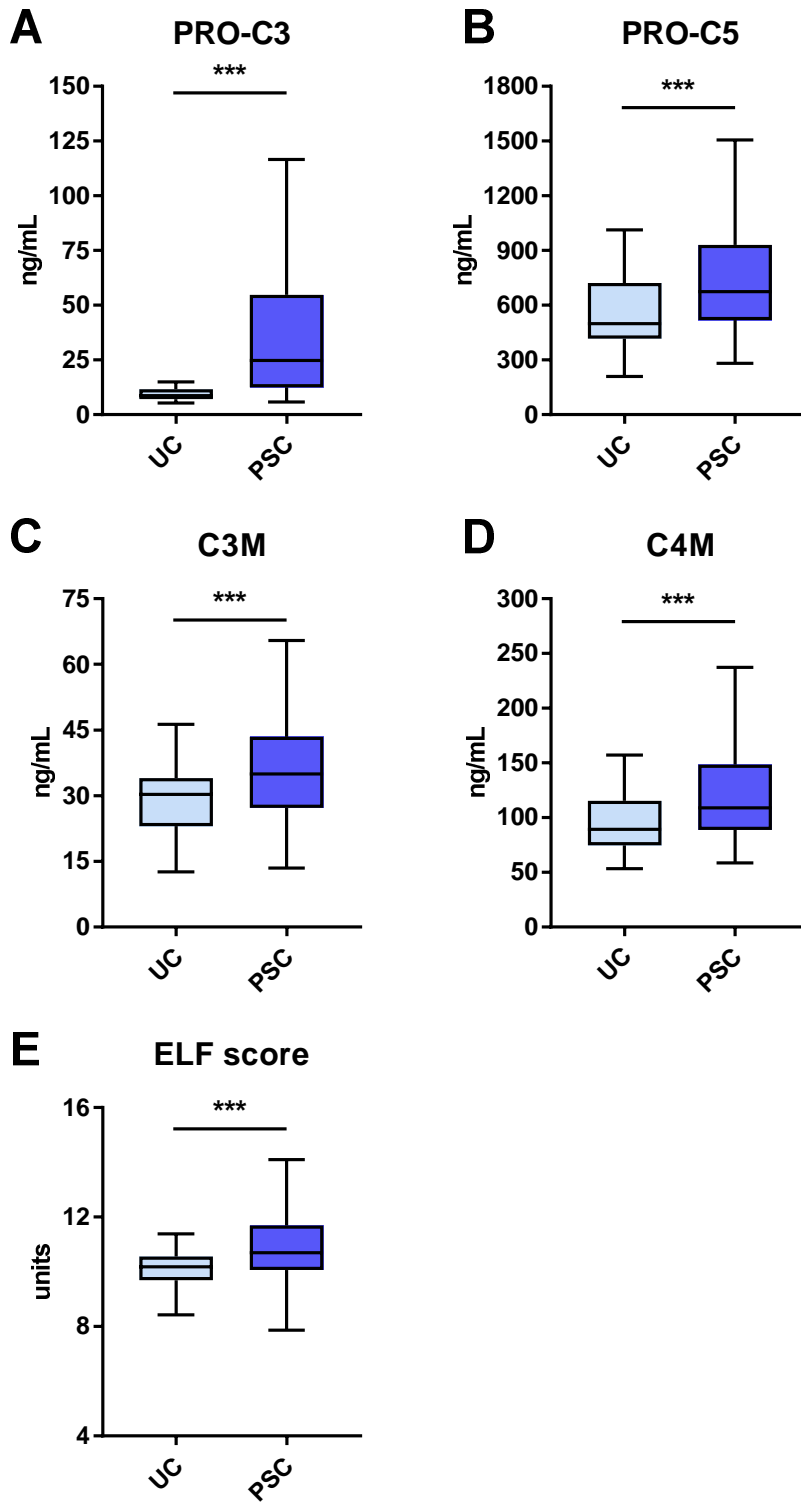 A
PRO-C3
***
150
125
100
75
50
25
0
ng/mL
UC
PSC
B
PRO-C5
***
1800
1500
1200
900
600
300
0
ng/mL
UC
PSC
C
C3M
***
75
60
45
30
15
0
ng/mL
UC
PSC
D
C4M
***
300
250
200
150
100
50
0
ng/mL
UC
PSC
E
ELF score
***
16
12
8
4
units
UC
PSC